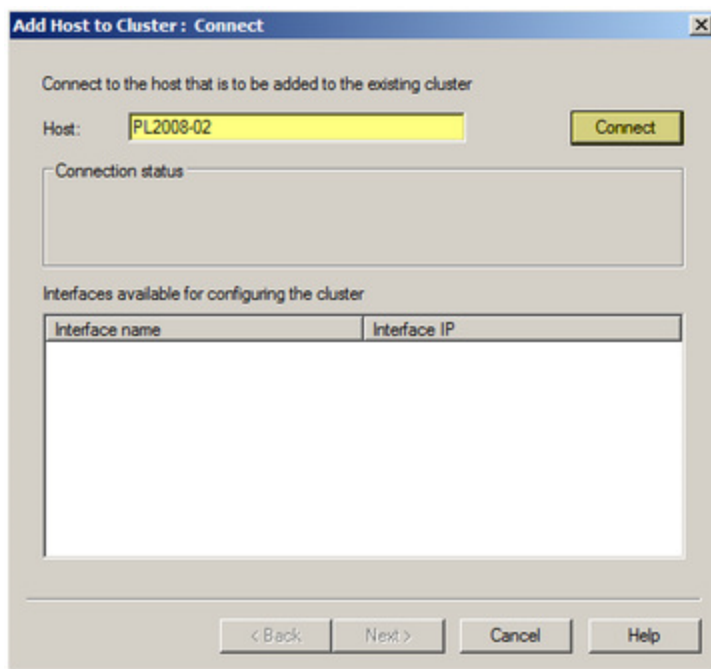 Add Host to Cluster : Connect
Connect to the host that is to be added to the existing cluster
Host: PL2008-02 Connect
Connection status
Interfaces available for configuring the cluster
Interface name Interface IP
< Back Next > Cancel Help